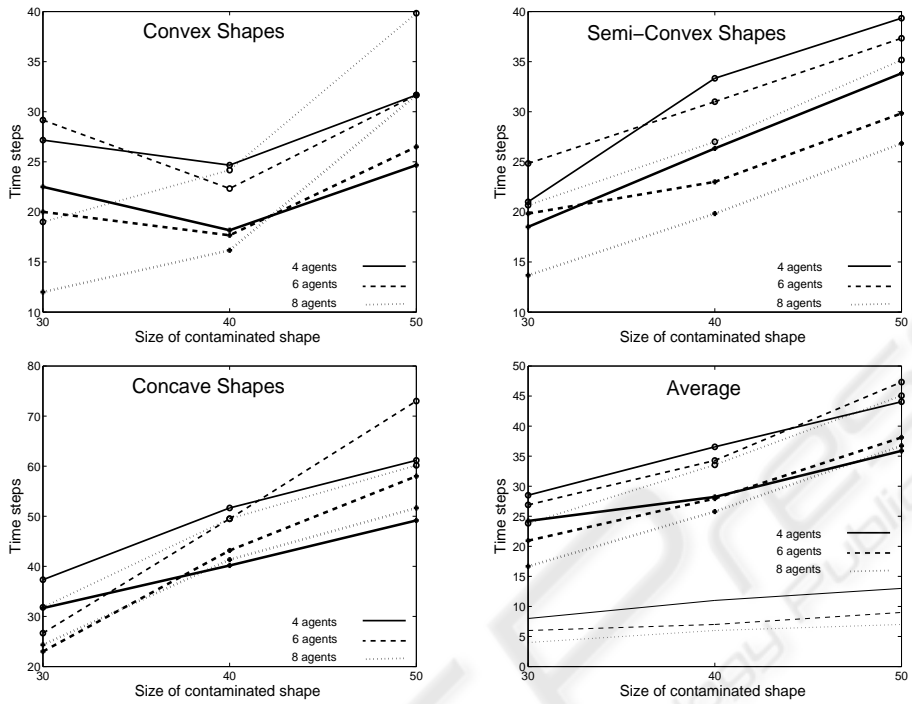 Convex Shapes
40
35
30
25
20
15
10
Time steps
4 agents
6 agents
8 agents
30
40
50
Size of contaminated shape
Semi−Convex Shapes
40
35
30
25
20
15
10
Time steps
4 agents
6 agents
8 agents
30
40
50
Size of contaminated shape
Concave Shapes
80
70
60
50
40
30
20
Time steps
4 agents
6 agents
8 agents
30
40
50
Size of contaminated shape
Average
50
45
40
35
30
25
20
15
10
5
0
Time steps
4 agents
6 agents
8 agents
30
40
50
Size of contaminated shape